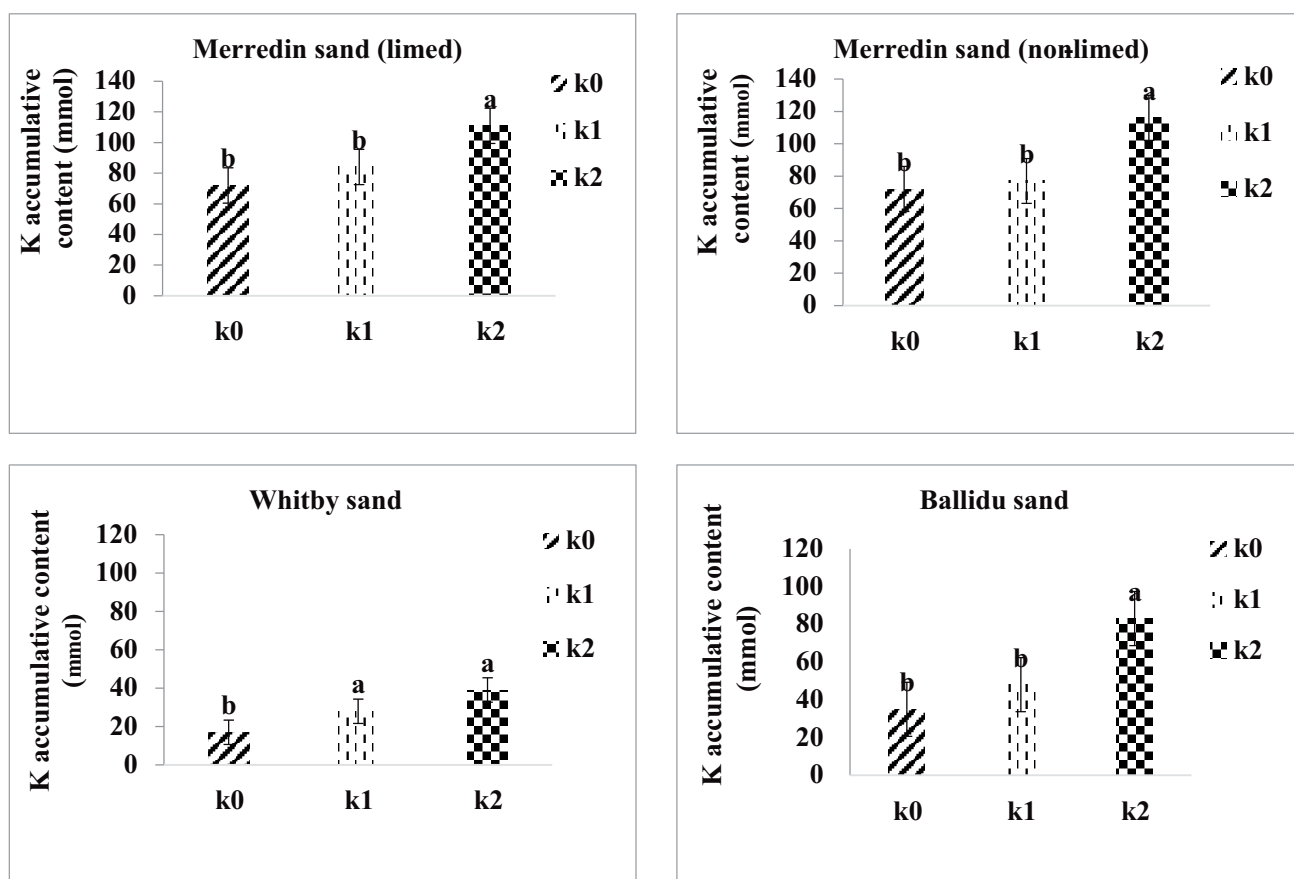 Merredin sand (limed)
K accumulative
content (mmol)
140
120
100
80
60
40
20
0
b
b
a
k0
k1
k2
k0
k1
k2
Merredin sand (non-limed)
K accumulative
content (mmol)
140
120
100
80
60
40
20
0
b
b
a
k0
k1
k2
k0
k1
k2
Whitby sand
K accumulative content
(mmol)
120
100
80
60
40
20
0
b
a
a
k0
k1
k2
k0
k1
k2
Ballidu sand
K accumulative content
(mmol)
120
100
80
60
40
20
0
b
b
a
k0
k1
k2
k0
k1
k2